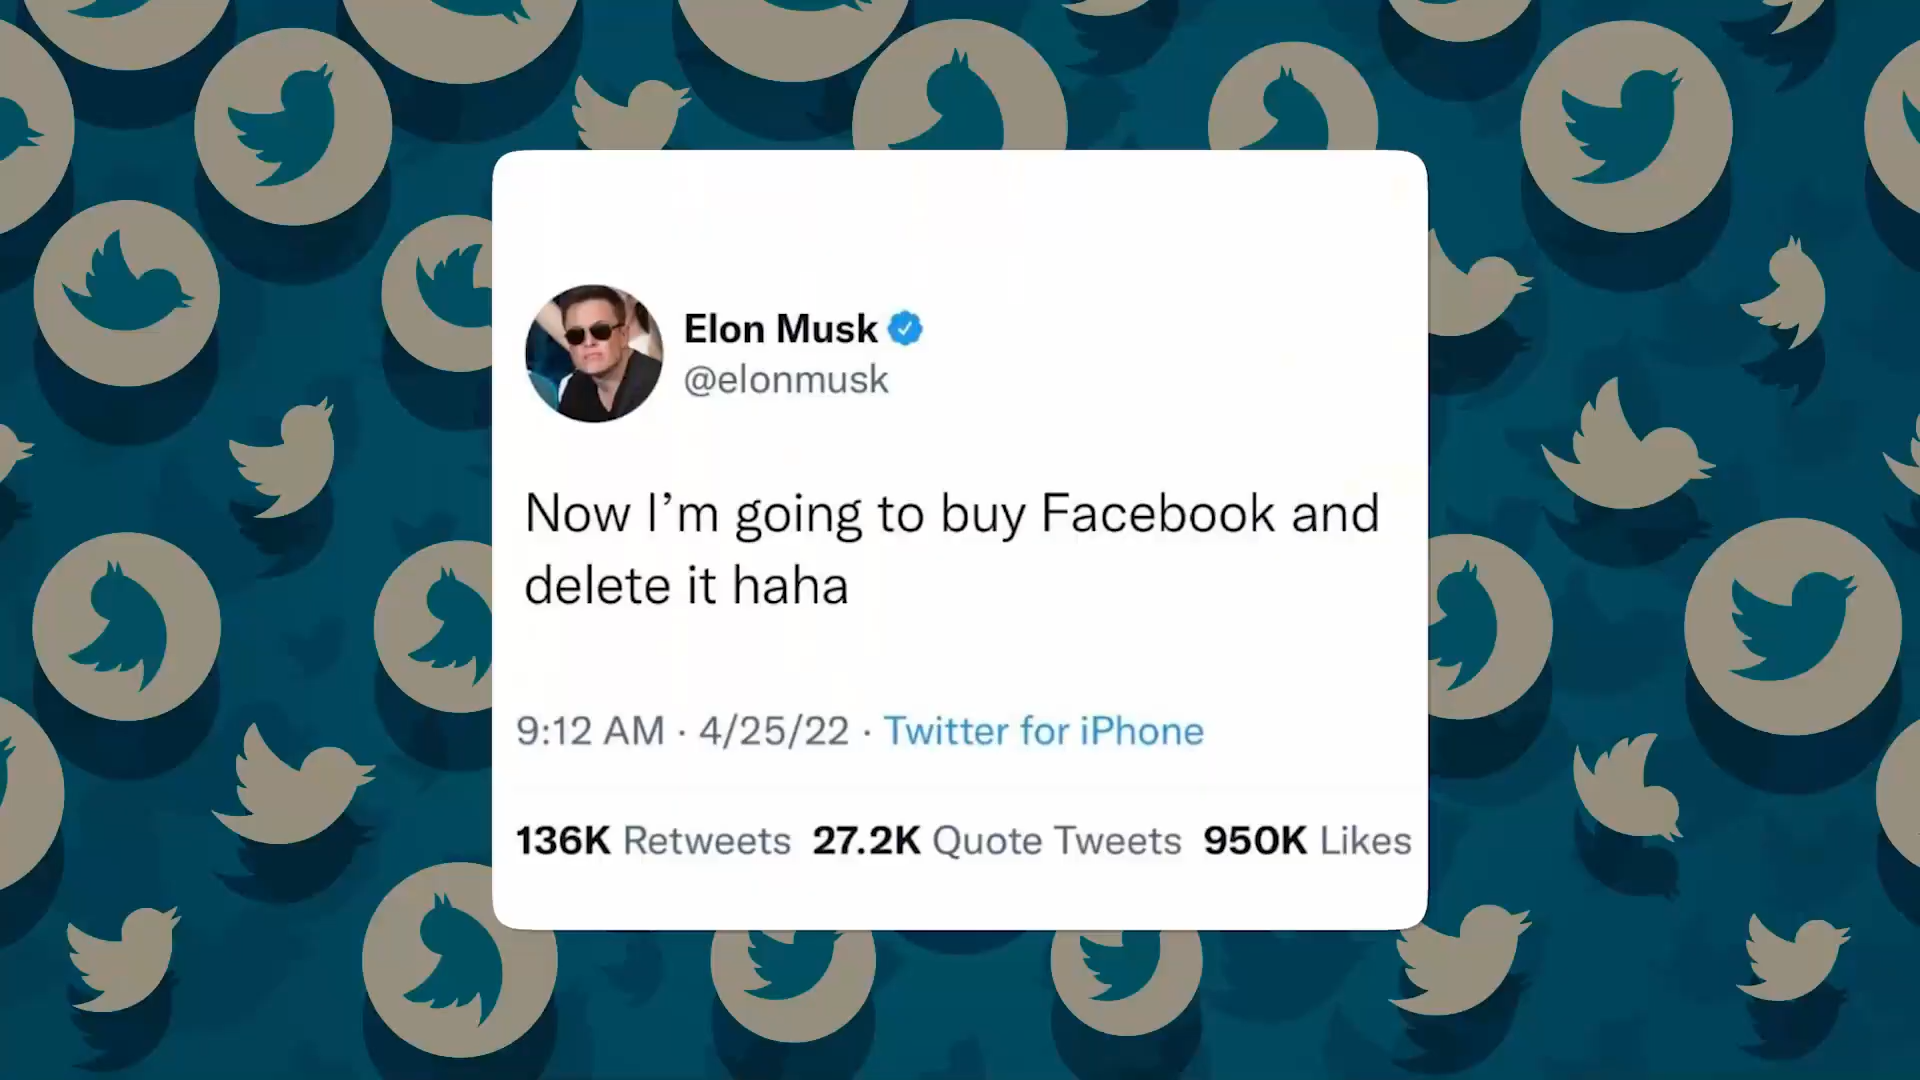 Elon Musk
@elonmusk
Now I’m going to buy Facebook and
delete it haha
9:12 AM · 4/25/22 · Twitter for iPhone
136K Retweets 27.2K Quote Tweets 950K Likes